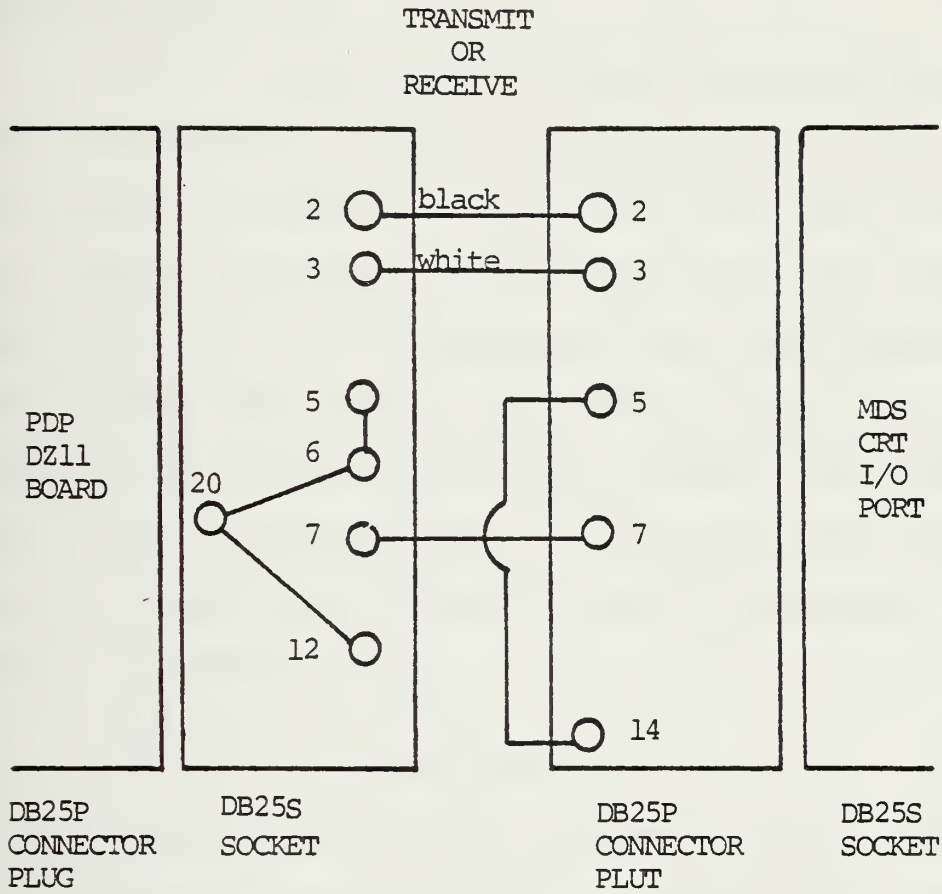 TRANSMIT
OR
RECEIVE
2 black 2
3 white 3
5 5
6
20
7 7
12
14
PDP
DZ11
BOARD
MDS
CRT
I/O
PORT
DB25P
CONNECTOR
PLUG
DB25S
SOCKET
DB25P
CONNECTOR
PLUT
DB25S
SOCKET